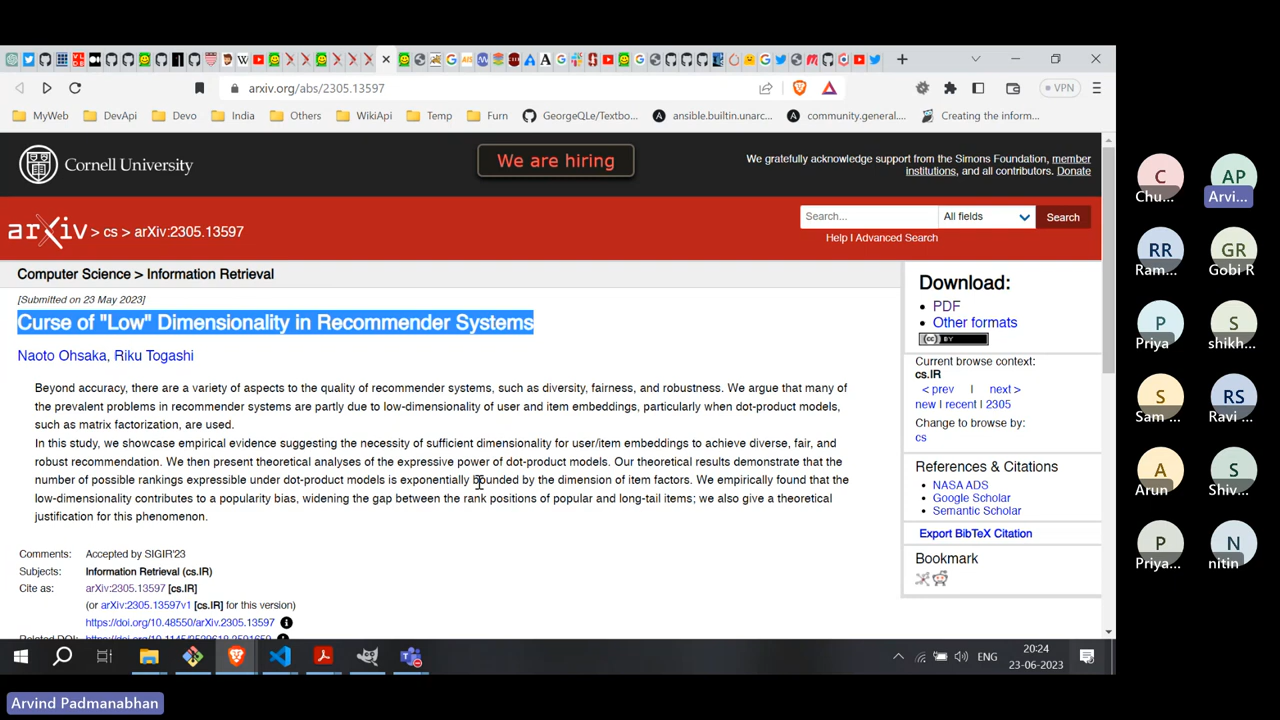 arxiv.org/abs/2305.13597
VPN
MyWeb
DevApi
Devo
India
Others
WikiApi
Temp
Furn
GeorgeQLe/Textbo...
ansible.builtin.unarc...
community.general....
Creating the inform...
Cornell University
We are hiring
We gratefully acknowledge support from the Simons Foundation, member
institutions, and all contributors. Donate
arXiv > cs > arXiv:2305.13597
Search...
All fields
Search
Help | Advanced Search
Computer Science > Information Retrieval
[Submitted on 23 May 2023]
Curse of "Low" Dimensionality in Recommender Systems
Naoto Ohsaka, Riku Togashi
Beyond accuracy, there are a variety of aspects to the quality of recommender systems, such as diversity, fairness, and robustness. We argue that many of
the prevalent problems in recommender systems are partly due to low-dimensionality of user and item embeddings, particularly when dot-product models,
such as matrix factorization, are used.
In this study, we showcase empirical evidence suggesting the necessity of sufficient dimensionality for user/item embeddings to achieve diverse, fair, and
robust recommendation. We then present theoretical analyses of the expressive power of dot-product models. Our theoretical results demonstrate that the
number of possible rankings expressible under dot-product models is exponentially bounded by the dimension of item factors. We empirically found that the
low-dimensionality contributes to a popularity bias, widening the gap between the rank positions of popular and long-tail items; we also give a theoretical
justification for this phenomenon.
Comments: Accepted by SIGIR'23
Subjects: Information Retrieval (cs.IR)
Cite as: arXiv:2305.13597 [cs.IR]
(or arXiv:2305.13597v1 [cs.IR] for this version)
https://doi.org/10.48550/arXiv.2305.13597
Related DOI:
Download:
PDF
Other formats
(cc) BY
Current browse context:
cs.IR
< prev | next >
new | recent | 2305
Change to browse by:
cs
References & Citations
NASA ADS
Google Scholar
Semantic Scholar
Export BibTeX Citation
Bookmark
ENG
20:24
23-06-2023
C
Chu...
AP
Arvi...
RR
Ram...
GR
Gobi R
P
Priya
S
shikh...
S
Sam ...
RS
Ravi ...
A
Arun
S
Shiv...
P
Priya...
N
nitin
Arvind Padmanabhan